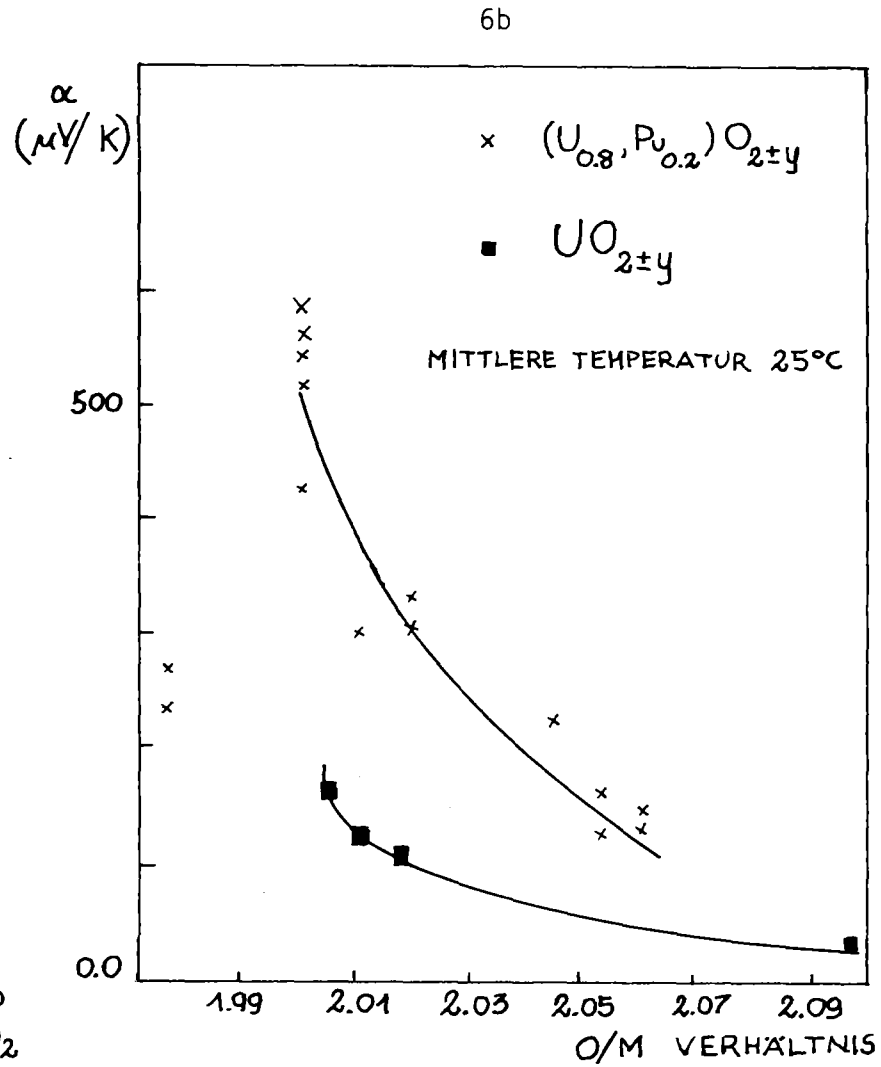 6b
α
(μV/K)
× (U0.8, Pu0.2) O2±y
■ UO2±y
MITTLERE TEMPERATUR 25°C
500
0.0
1.99 2.01 2.03 2.05 2.07 2.09
2
O/M VERHÄLTNIS